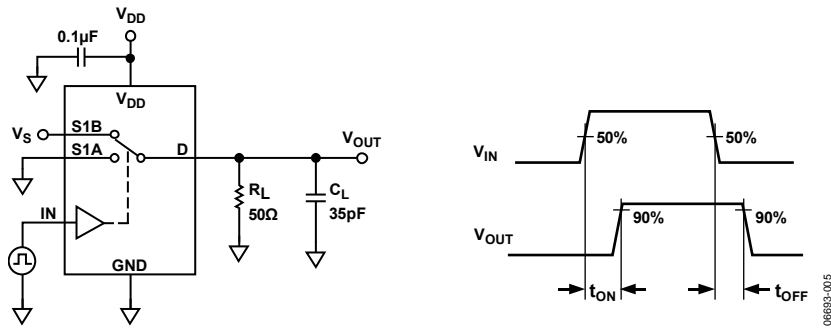 VDD
0.1µF
VDD
VS
S1B
S1A
D
VOUT
RL
50Ω
CL
35pF
IN
GND
VIN
50%
50%
VOUT
90%
90%
tON
tOFF
06693-005